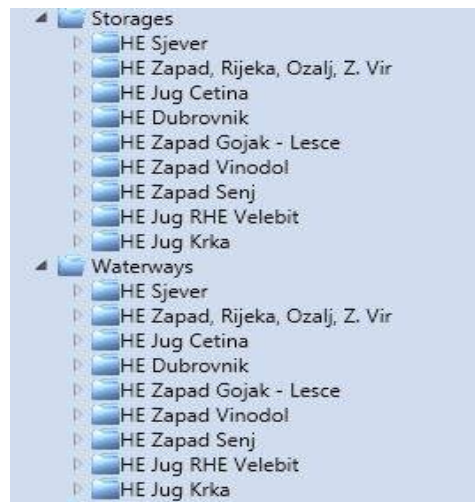 Storages
HE Sjever
HE Zapad, Rijeka, Ozalj, Z. Vir
HE Jug Cetina
HE Dubrovnik
HE Zapad Gojak - Lesce
HE Zapad Vinodol
HE Zapad Senj
HE Jug RHE Velebit
HE Jug Krka
Waterways
HE Sjever
HE Zapad, Rijeka, Ozalj, Z. Vir
HE Jug Cetina
HE Dubrovnik
HE Zapad Gojak - Lesce
HE Zapad Vinodol
HE Zapad Senj
HE Jug RHE Velebit
HE Jug Krka